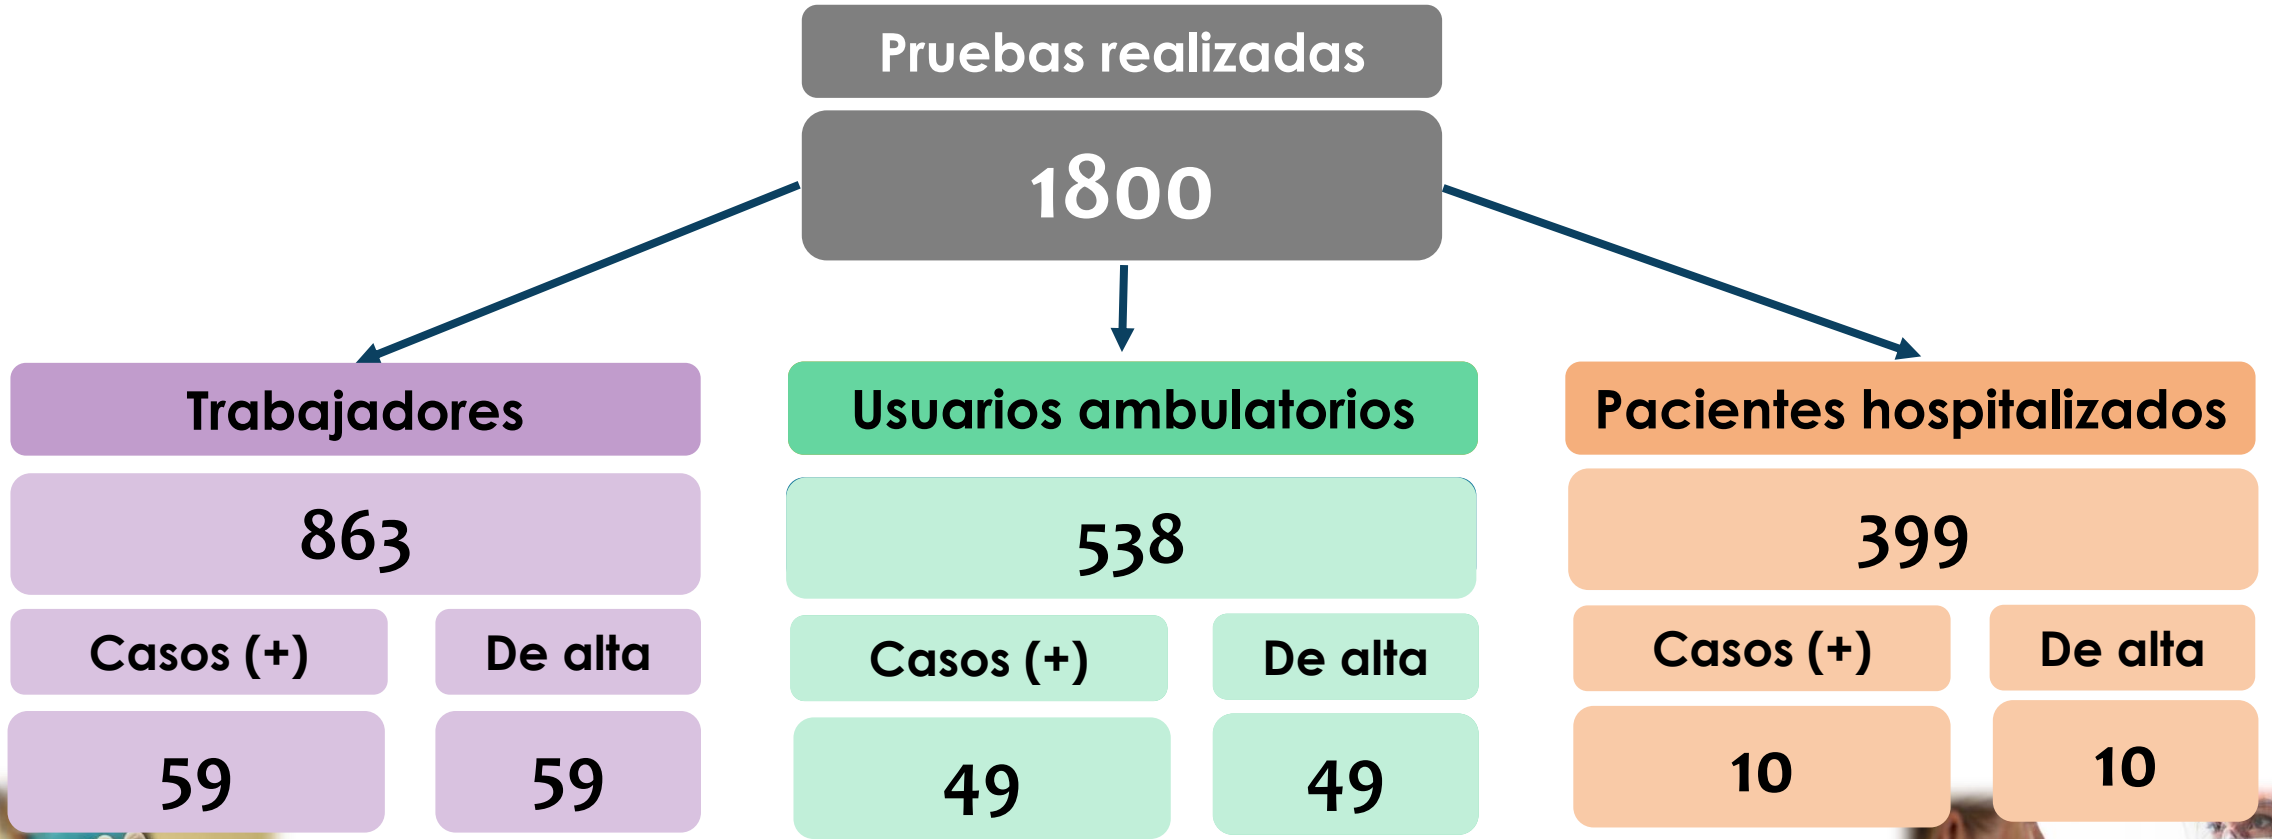 Pruebas realizadas
1800
Trabajadores
863
Casos (+)
De alta
59
59
Usuarios ambulatorios
538
Casos (+)
De alta
49
49
Pacientes hospitalizados
399
Casos (+)
De alta
10
10